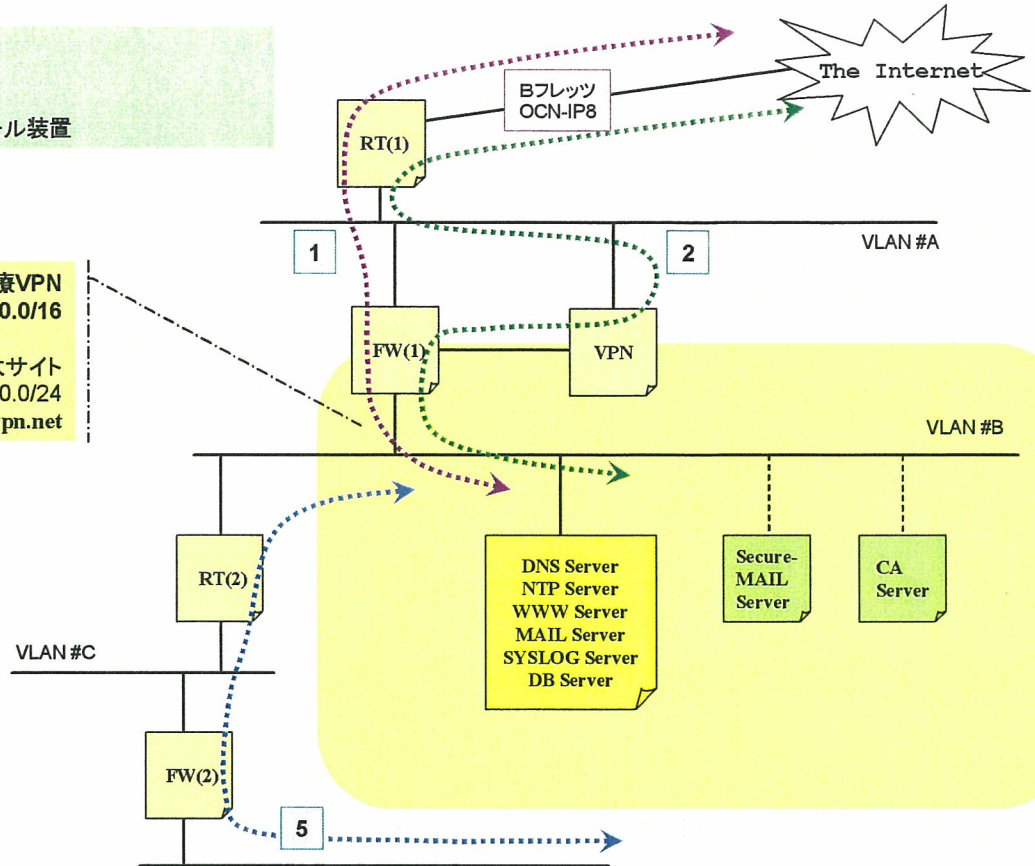 ル装置
The Internet
Bフレッツ
OCN-IP8
RT(1)
VLAN #A
1
2
療VPN
0.0/16
サイト
0.0/24
pn.net
FW(1)
VPN
VLAN #B
RT(2)
DNS Server
NTP Server
WWW Server
MAIL Server
SYSLOG Server
DB Server
Secure-
MAIL
Server
CA
Server
VLAN #C
FW(2)
5